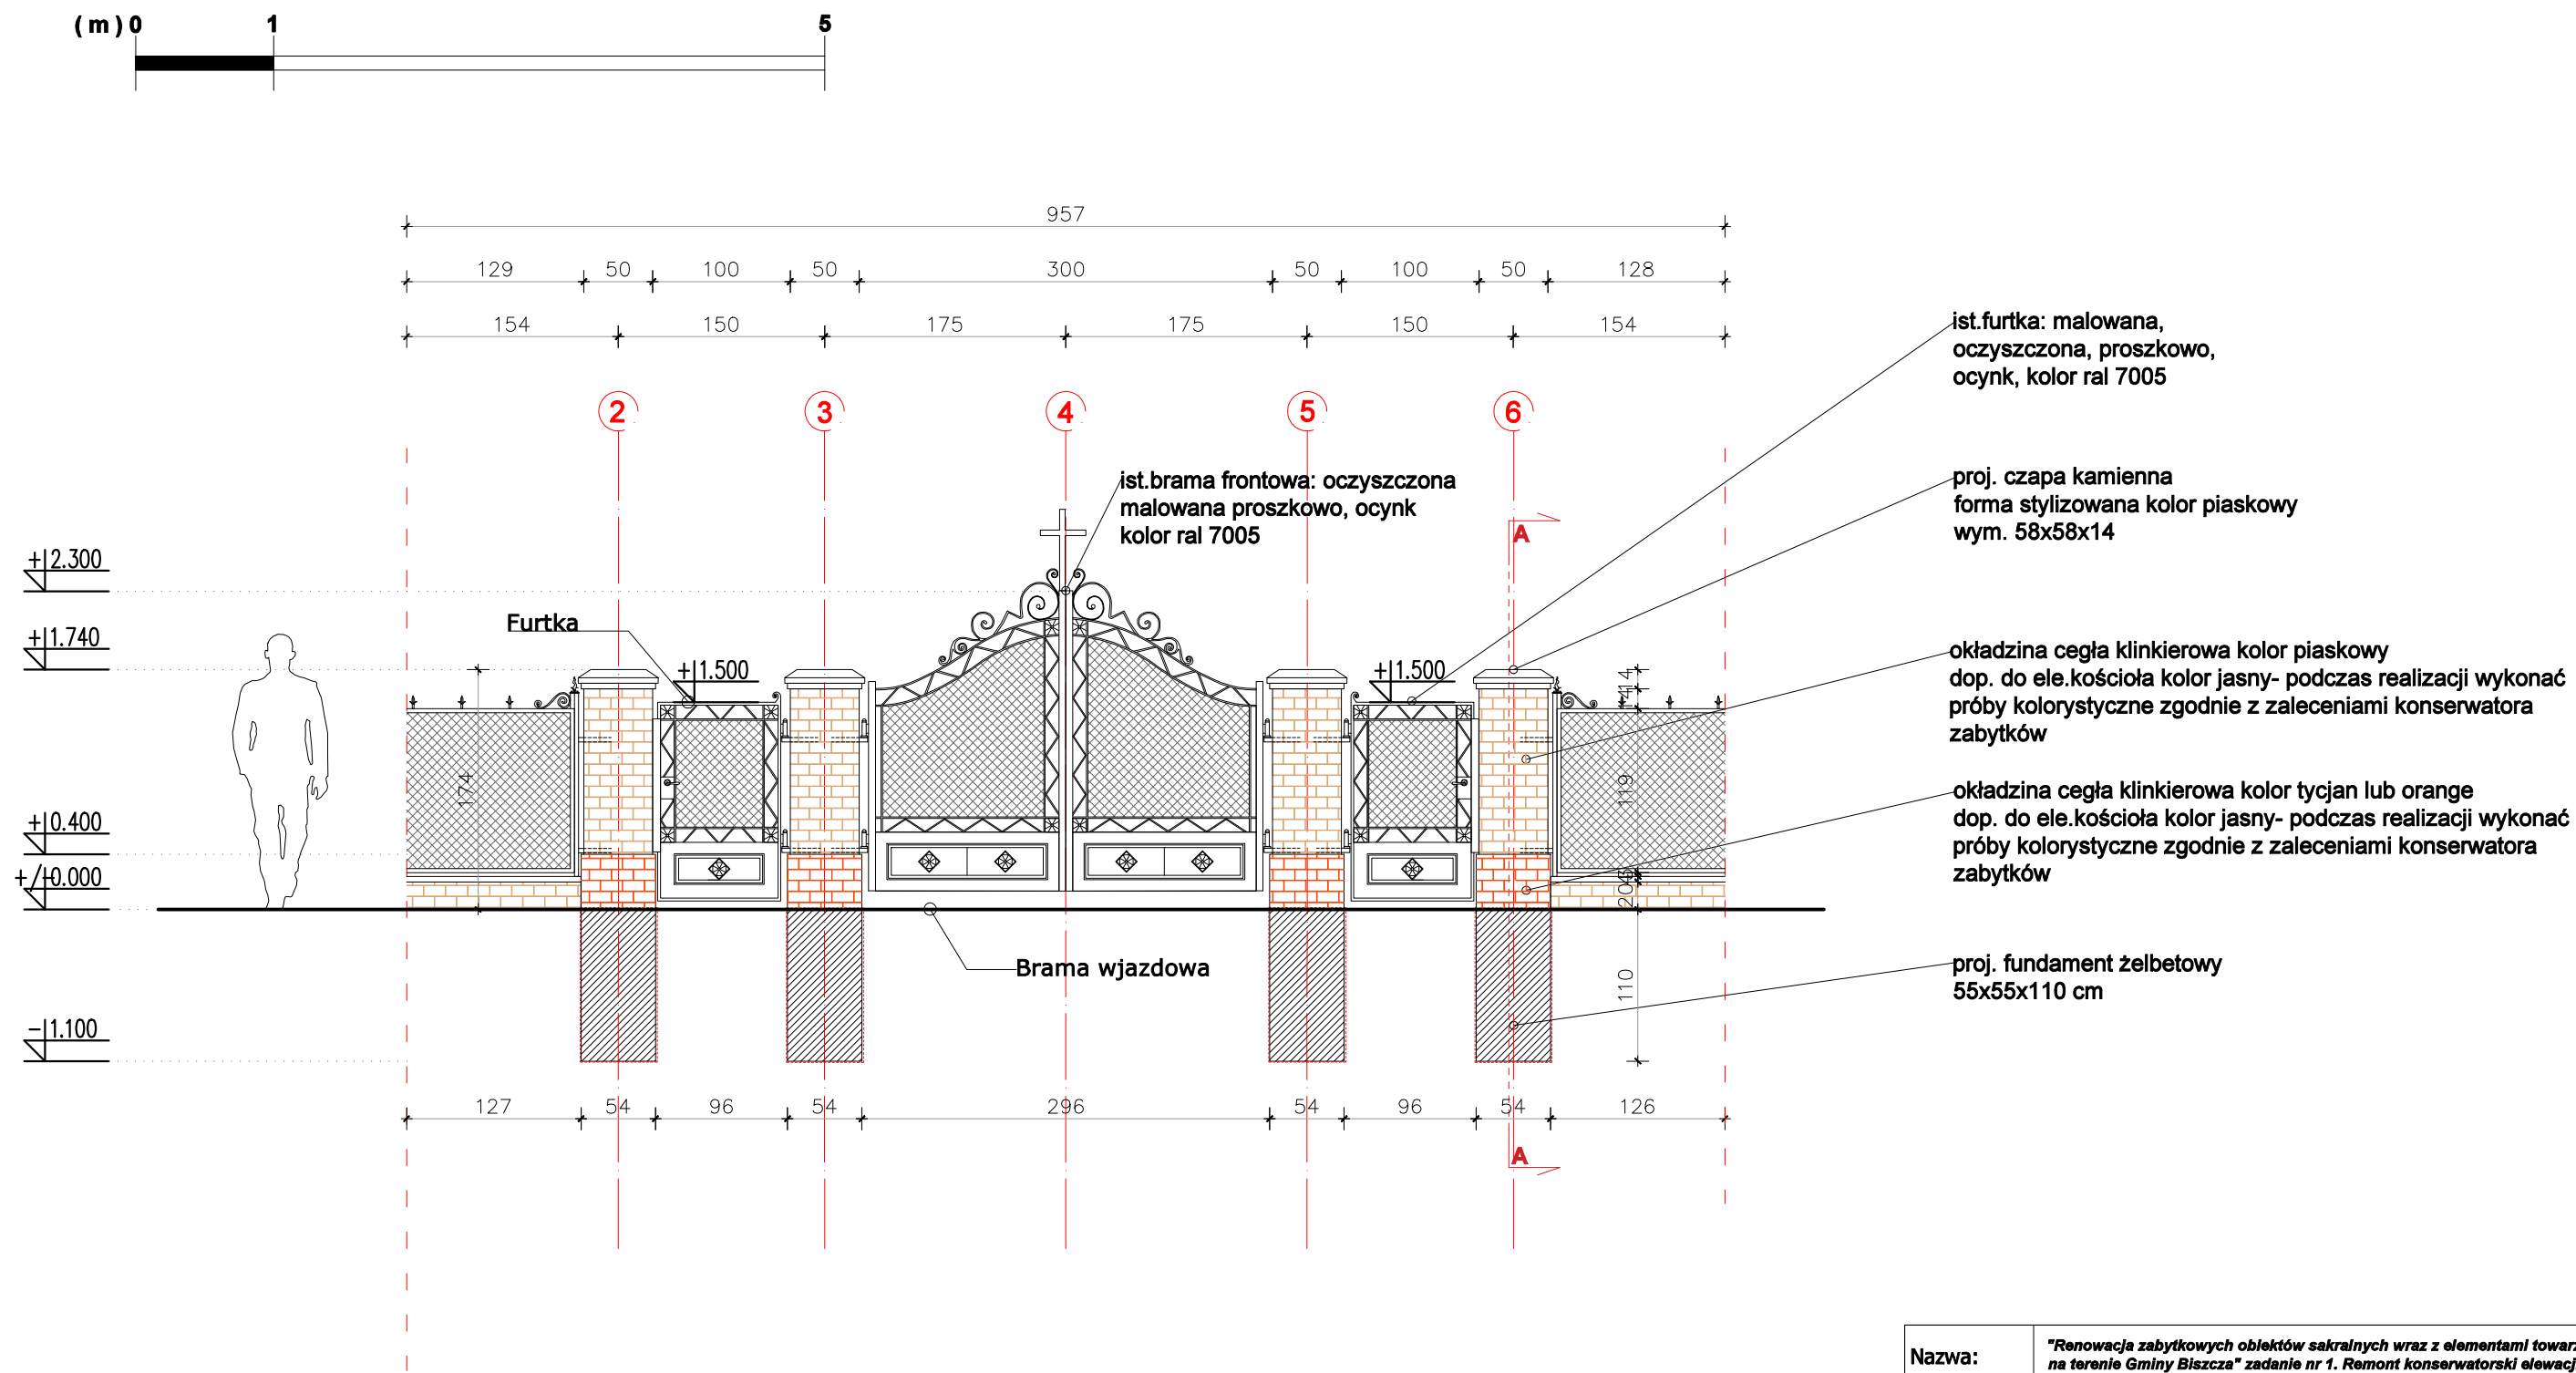 ( m ) 0 1 5
957
129 50 100 50 300 50 100 50 128
154 150 175 175 150 154
ist.furtka: malowana,
oczyszczona, proszkowo,
ocynk, kolor ral 7005
2 3 4 5 6
ist.brama frontowa: oczyszczona
malowana proszkowo, ocynk
kolor ral 7005
proj. czapa kamienna
forma stylizowana kolor piaskowy
wym. 58x58x14
A
+2.300
+1.740
Furtka
+1.500
+1.500
okładzina cegła klinkierowa kolor piaskowy
dop. do ele.kościoła kolor jasny- podczas realizacji wykonać
próby kolorystyczne zgodnie z zaleceniami konserwatora
zabytków
14
174
119
okładzina cegła klinkierowa kolor tycjan lub orange
dop. do ele.kościoła kolor jasny- podczas realizacji wykonać
próby kolorystyczne zgodnie z zaleceniami konserwatora
zabytków
+0.400
+/-0.000
20
Brama wjazdowa
110
proj. fundament żelbetowy
55x55x110 cm
-1.100
127 54 96 54 296 54 96 54 126
A
Nazwa:
"Renowacja zabytkowych obiektów sakralnych wraz z elementami
na terenie Gminy Biszcza" zadanie nr 1. Remont konserwatorski